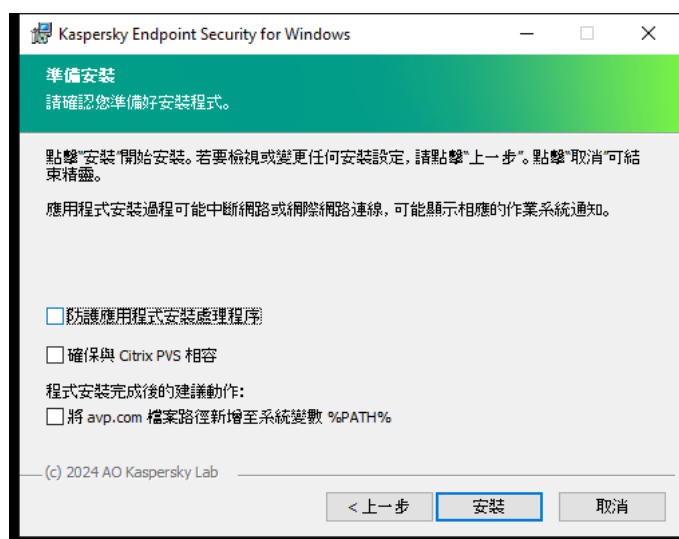 Kaspersky Endpoint Security for Windows
準備安裝
請確認您準備好安裝程式。
點擊"安裝"開始安裝。若要檢視或變更任何安裝設定，請點擊"上一步"。點擊"取消"可結
束精靈。
應用程式安裝過程可能中斷網路或網際網路連線，可能顯示相應的作業系統通知。
防護應用程式安裝處理程序
確保與 Citrix PVS 相容
程式安裝完成後的建議動作：
將 avp.com 檔案路徑新增至系統變數 %PATH%
(c) 2024 AO Kaspersky Lab
<上一步 安裝 取消